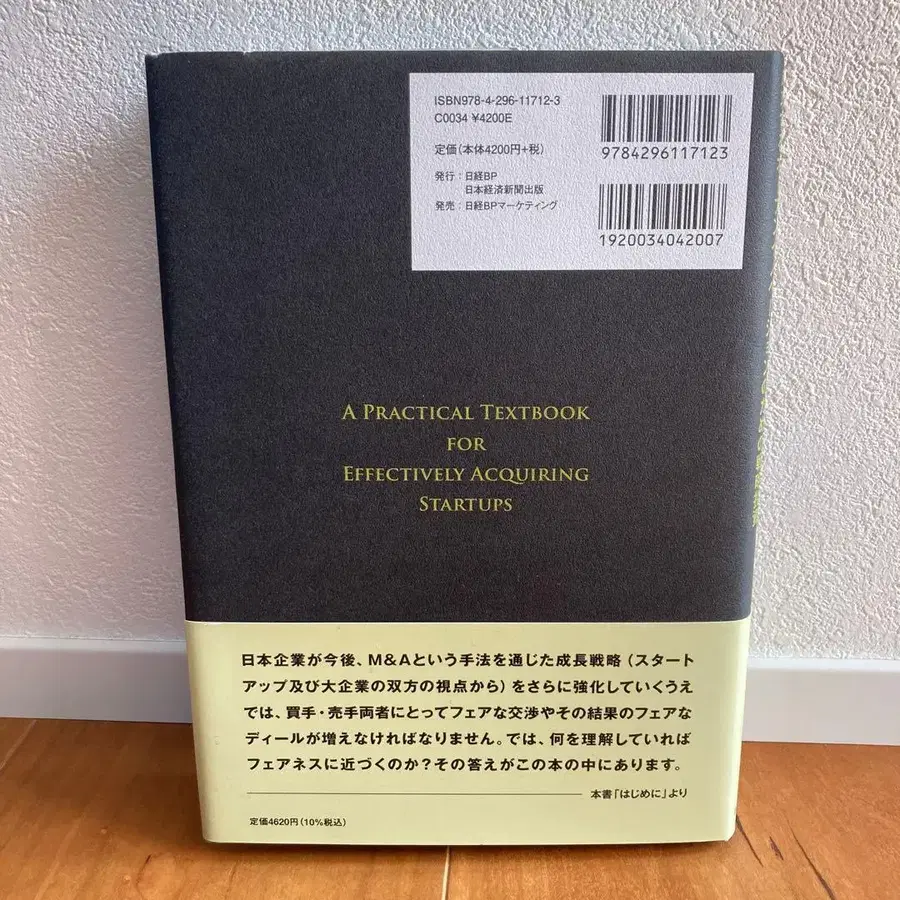 ISBN978-4-296-11712-3
C0034 ¥4200E
定価(本体4200円+税)
発行:日経BP
日本経済新聞出版
発売:日経BPマーケティング
9784296117123
1920034042007
A Practical Textbook
for
Effectively Acquiring
Startups
日本企業が今後、M&Aという手法を通じた成長戦略(スタート
アップ及び大企業の双方の視点から)をさらに強化していくうえ
では、買手・売手両者にとってフェアな交渉やその結果のフェアな
ディールが増えなければなりません。では、何を理解していれば
フェアネスに近づくのか?その答えがこの本の中にあります。
本書「はじめに」より
定価4620円(10%税込)